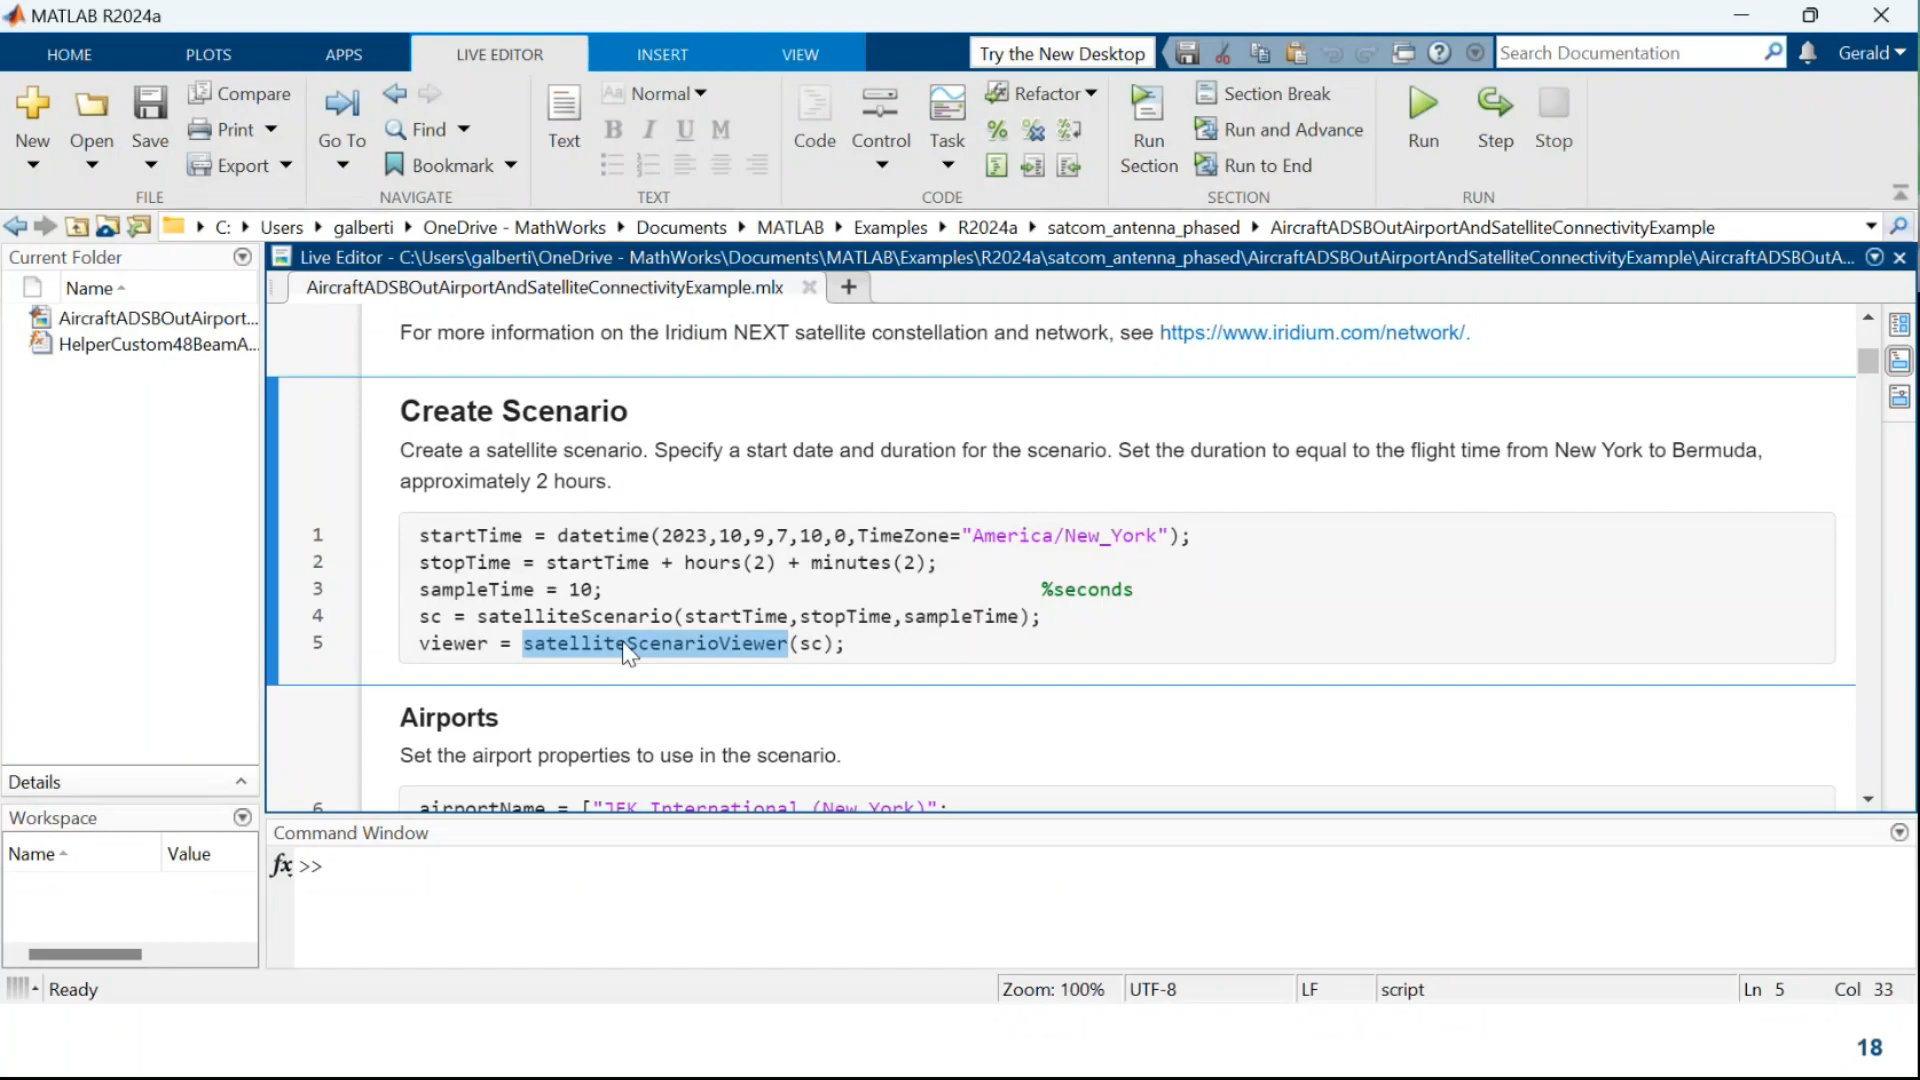 MATLAB R2024a
HOME PLOTS APPS LIVE EDITOR INSERT VIEW Try the New Desktop Search Documentation Gerald
New Open Save Compare Print Export
FILE
Go To Find Bookmark
NAVIGATE
Text Aa Normal B I U M
TEXT
Code Control Task Refactor
CODE
Run Section Section Break Run and Advance Run to End
SECTION
Run Step Stop
RUN
C: Users galberti OneDrive - MathWorks Documents MATLAB Examples R2024a satcom_antenna_phased AircraftADSBOutAirportAndSatelliteConnectivityExample
Current Folder
Name
AircraftADSBOutAirport...
HelperCustom48BeamA...
Details
Workspace
Name Value
Live Editor - C:\Users\galberti\OneDrive - MathWorks\Documents\MATLAB\Examples\R2024a\satcom_antenna_phased\AircraftADSBOutAirportAndSatelliteConnectivityExample\AircraftADSBOutA...
AircraftADSBOutAirportAndSatelliteConnectivityExample.mlx
For more information on the Iridium NEXT satellite constellation and network, see https://www.iridium.com/network/.
Create Scenario
Create a satellite scenario. Specify a start date and duration for the scenario. Set the duration to equal to the flight time from New York to Bermuda,
approximately 2 hours.
1 startTime = datetime(2023,10,9,7,10,0,TimeZone="America/New_York");
2 stopTime = startTime + hours(2) + minutes(2);
3 sampleTime = 10; %seconds
4 sc = satelliteScenario(startTime,stopTime,sampleTime);
5 viewer = satelliteScenarioViewer(sc);
Airports
Set the airport properties to use in the scenario.
6 airportName = ["JFK International (New York)";
Command Window
fx >>
Ready
Zoom: 100% UTF-8 LF script Ln 5 Col 33
18